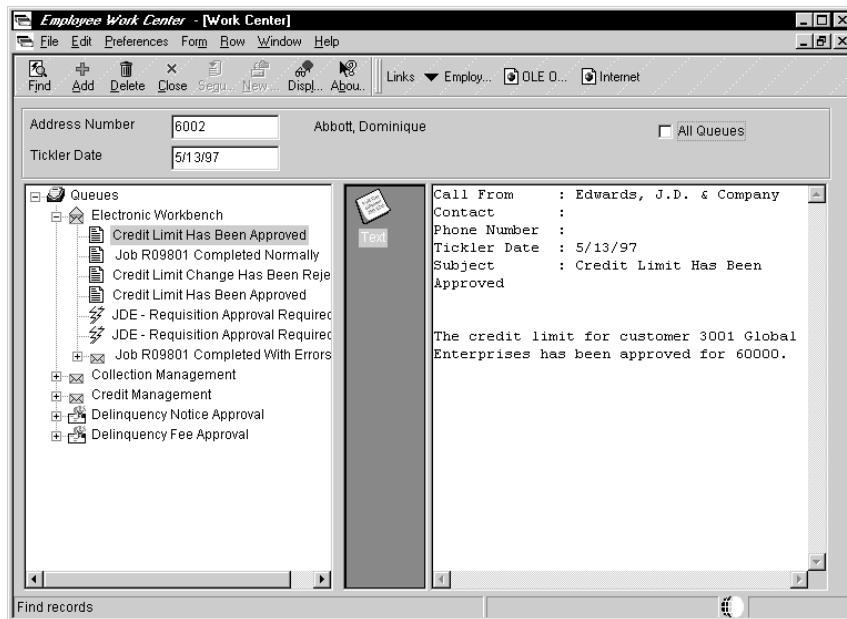 Employee Work Center - [Work Center]
File Edit Preferences Form Row Window Help
Find Add Delete Close Sequ... New... Displ... Abou... Links Employ... OLE O... Internet
Address Number 6002 Abbott, Dominique All Queues
Tickler Date 5/13/97
Queues
Electronic Workbench
Credit Limit Has Been Approved
Job R09801 Completed Normally
Credit Limit Change Has Been Reje
Credit Limit Has Been Approved
JDE - Requisition Approval Required
JDE - Requisition Approval Required
Job R09801 Completed With Errors
Collection Management
Credit Management
Delinquency Notice Approval
Delinquency Fee Approval
Text
Call From : Edwards, J.D. & Company
Contact :
Phone Number :
Tickler Date : 5/13/97
Subject : Credit Limit Has Been
Approved
The credit limit for customer 3001 Global
Enterprises has been approved for 60000.
Find records